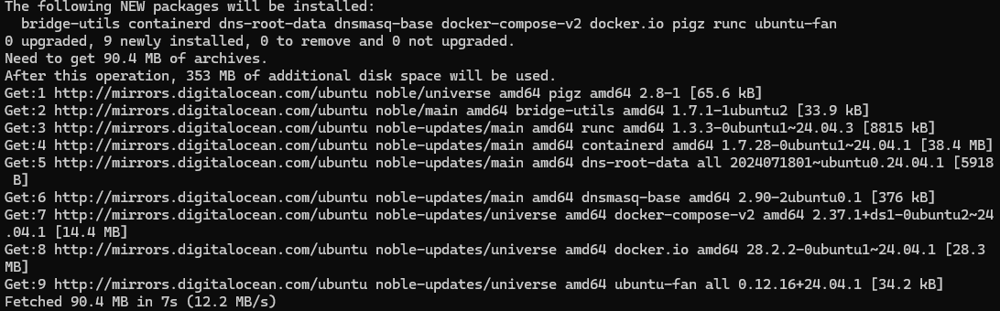 The following NEW packages will be installed:
  bridge-utils containerd dns-root-data dnsmasq-base docker-compose-v2 docker.io pigz runc ubuntu-fan
0 upgraded, 9 newly installed, 0 to remove and 0 not upgraded.
Need to get 90.4 MB of archives.
After this operation, 353 MB of additional disk space will be used.
Get:1 http://mirrors.digitalocean.com/ubuntu noble/universe amd64 pigz amd64 2.8-1 [65.6 kB]
Get:2 http://mirrors.digitalocean.com/ubuntu noble/main amd64 bridge-utils amd64 1.7.1-1ubuntu2 [33.9 kB]
Get:3 http://mirrors.digitalocean.com/ubuntu noble-updates/main amd64 runc amd64 1.3.3-0ubuntu1~24.04.3 [8815 kB]
Get:4 http://mirrors.digitalocean.com/ubuntu noble-updates/main amd64 containerd amd64 1.7.28-0ubuntu1~24.04.1 [38.4 MB]
Get:5 http://mirrors.digitalocean.com/ubuntu noble-updates/main amd64 dns-root-data all 2024071801~ubuntu0.24.04.1 [5918
 B]
Get:6 http://mirrors.digitalocean.com/ubuntu noble-updates/main amd64 dnsmasq-base amd64 2.90-2ubuntu0.1 [376 kB]
Get:7 http://mirrors.digitalocean.com/ubuntu noble-updates/universe amd64 docker-compose-v2 amd64 2.37.1+ds1-0ubuntu2~24
.04.1 [14.4 MB]
Get:8 http://mirrors.digitalocean.com/ubuntu noble-updates/universe amd64 docker.io amd64 28.2.2-0ubuntu1~24.04.1 [28.3
MB]
Get:9 http://mirrors.digitalocean.com/ubuntu noble-updates/universe amd64 ubuntu-fan all 0.12.16+24.04.1 [34.2 kB]
Fetched 90.4 MB in 7s (12.2 MB/s)